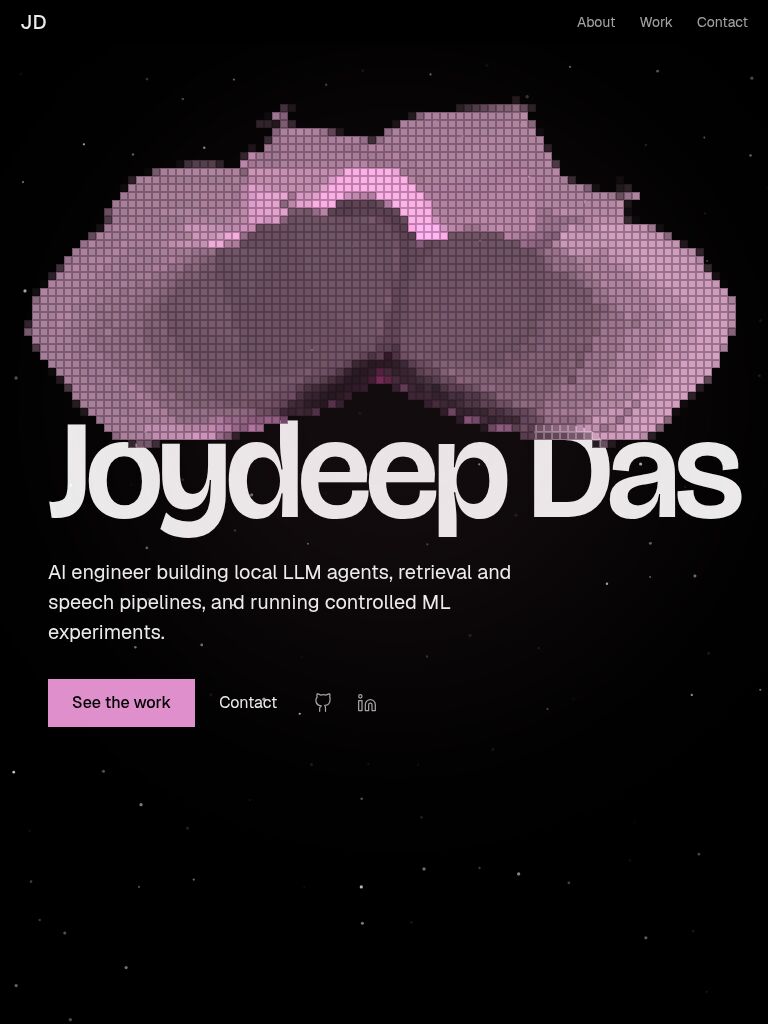 JD
About Work Contact
Joydeep Das
AI engineer building local LLM agents, retrieval and
speech pipelines, and running controlled ML
experiments.
See the work Contact